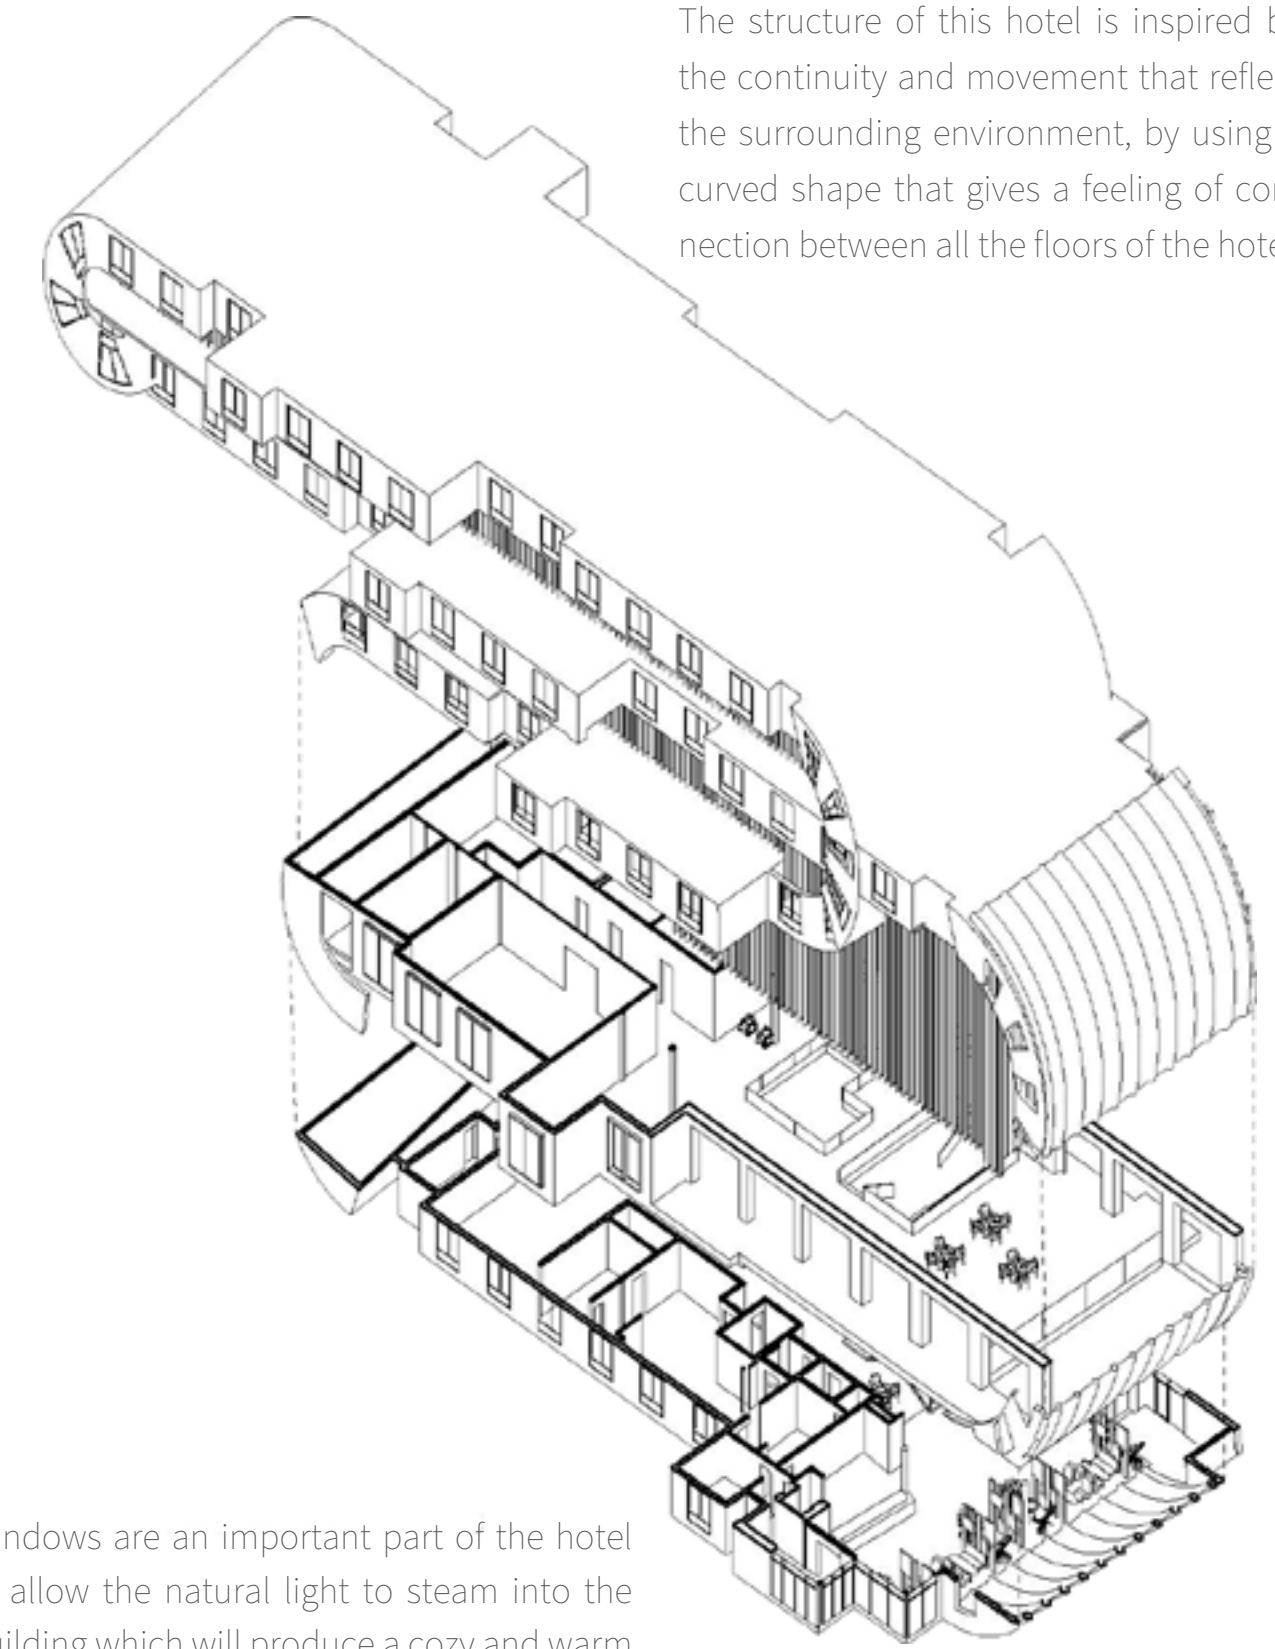 The structure of this hotel is inspired b
the continuity and movement that refle
the surrounding environment, by using
curved shape that gives a feeling of con
nection between all the floors of the hote
ndows are an important part of the hotel
allow the natural light to steam into the
uilding which will produce a cozy and warm